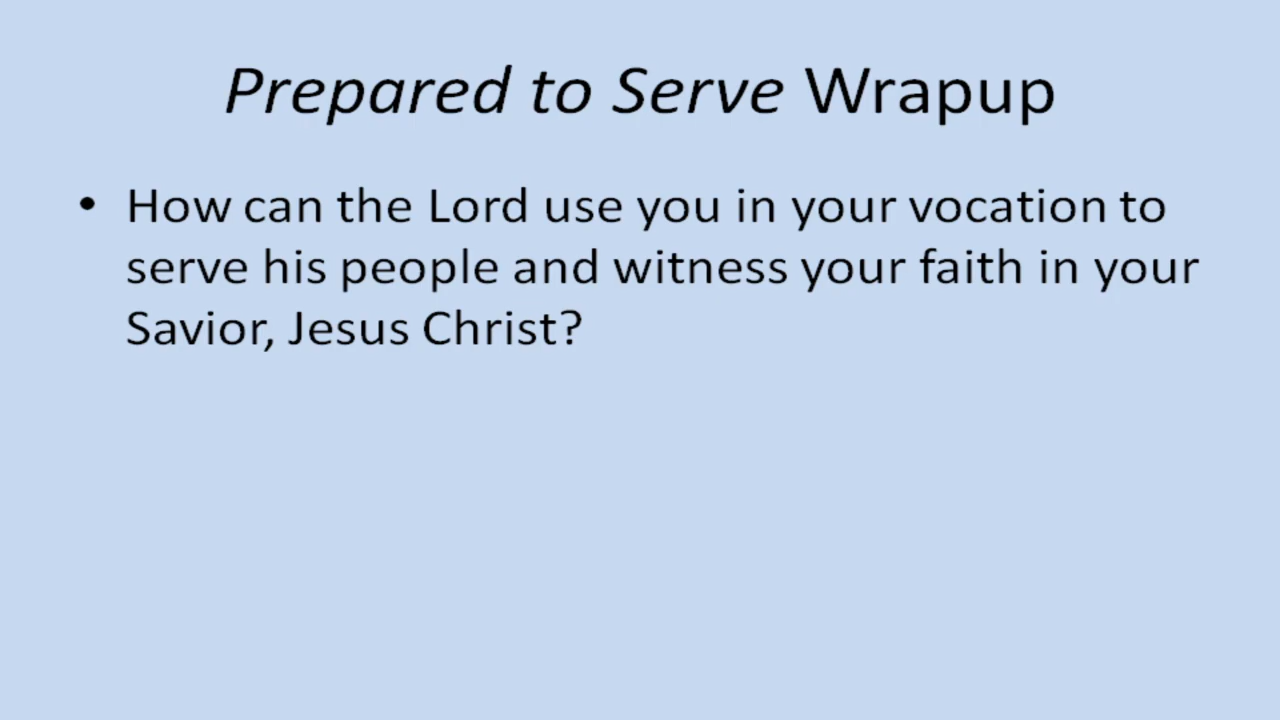 Prepared to Serve Wrapup
• How can the Lord use you in your vocation to
serve his people and witness your faith in your
Savior, Jesus Christ?